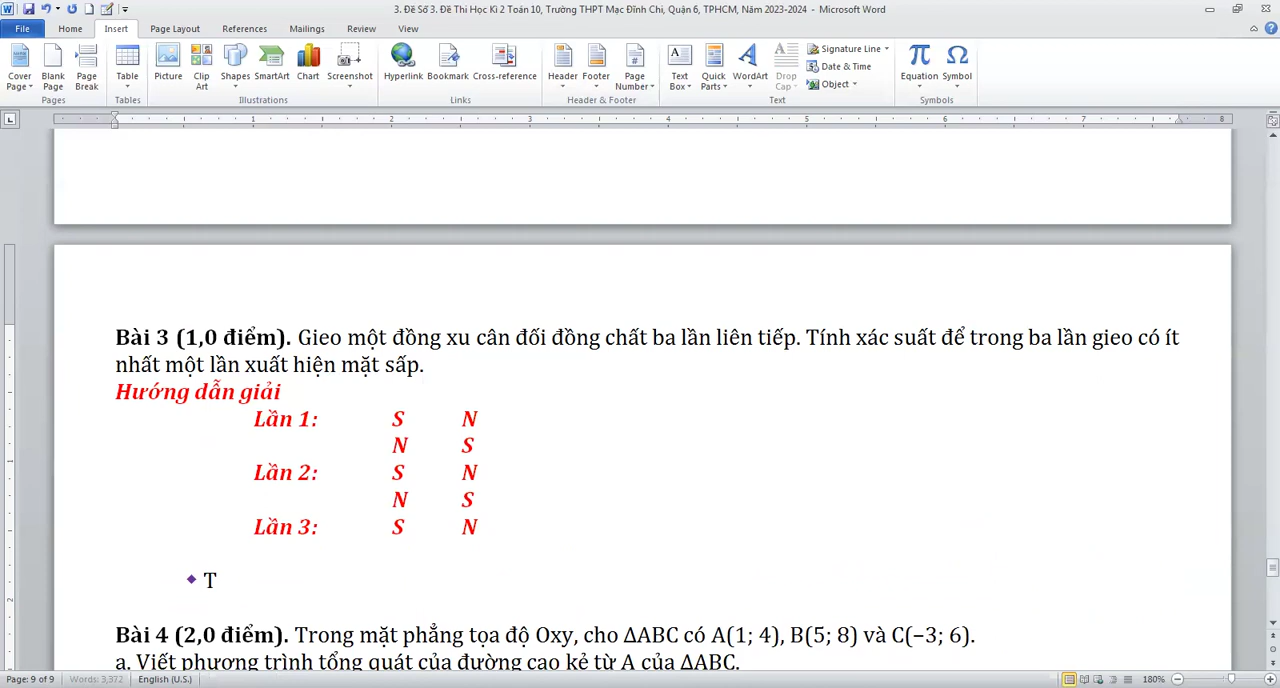 3. Đề Số 3. Đề Thi Học Kì 2 Toán 10, Trường THPT Mạc Đĩnh Chi, Quận 6, TPHCM, Năm 2023-2024 - Microsoft Word
File Home Insert Page Layout References Mailings Review View
Cover Page Blank Page Page Break Table Picture Clip Art Shapes SmartArt Chart Screenshot Hyperlink Bookmark Cross-reference Header Footer Page Number Text Box Quick Parts WordArt Drop Cap Signature Line Date & Time Object Equation Symbol
Pages Tables Illustrations Links Header & Footer Text Symbols
1 2 3 4 5 6 7 8
Bài 3 (1,0 điểm). Gieo một đồng xu cân đối đồng chất ba lần liên tiếp. Tính xác suất để trong ba lần gieo có ít
nhất một lần xuất hiện mặt sấp.
Hướng dẫn giải
Lần 1: S N
N S
Lần 2: S N
N S
Lần 3: S N
T
Bài 4 (2,0 điểm). Trong mặt phẳng tọa độ Oxy, cho ΔABC có A(1; 4), B(5; 8) và C(−3; 6).
a. Viết phương trình tổng quát của đường cao kẻ từ A của ΔABC.
Page: 9 of 9 Words: 3,372 English (U.S.) 180%